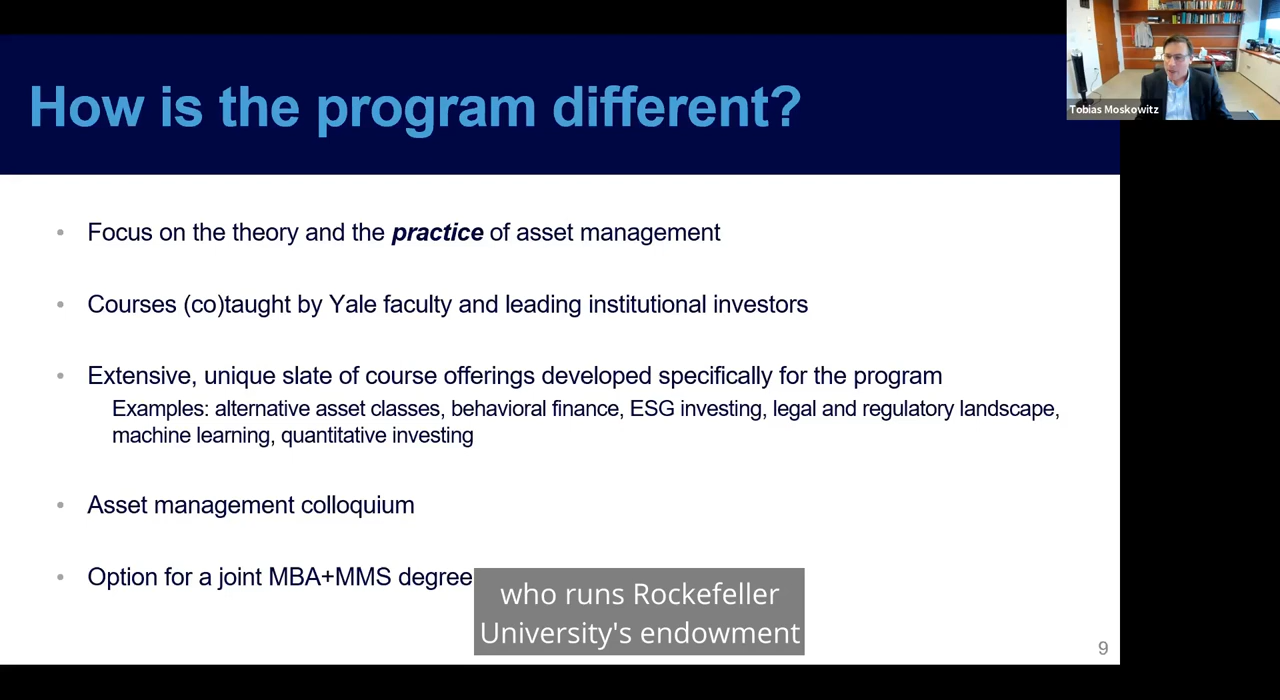 How is the program different?
Tobias Moskowitz
• Focus on the theory and the practice of asset management
• Courses (co)taught by Yale faculty and leading institutional investors
• Extensive, unique slate of course offerings developed specifically for the program
Examples: alternative asset classes, behavioral finance, ESG investing, legal and regulatory landscape,
machine learning, quantitative investing
• Asset management colloquium
• Option for a joint MBA+MMS degree
who runs Rockefeller
University's endowment
9